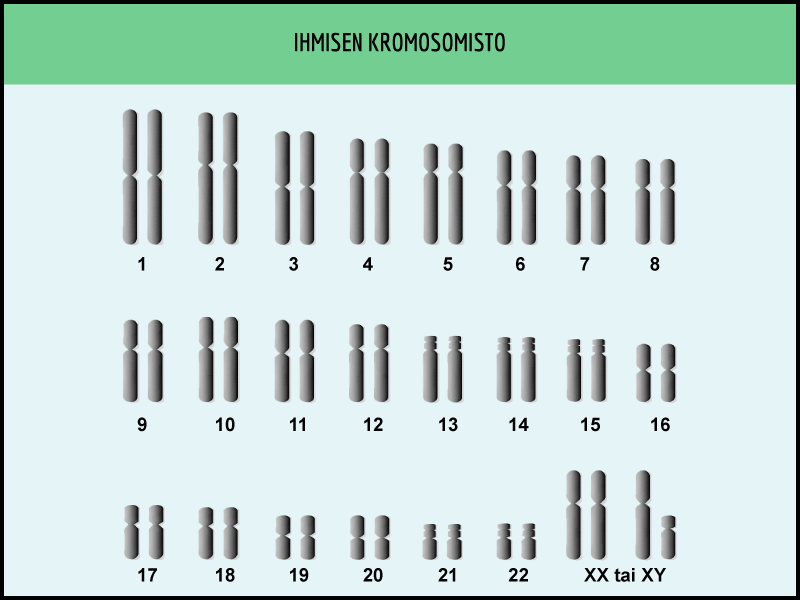 IHMISEN KROMOSOMISTO
1 2 3 4 5 6 7 8
9 10 11 12 13 14 15 16
17 18 19 20 21 22 XX tai XY